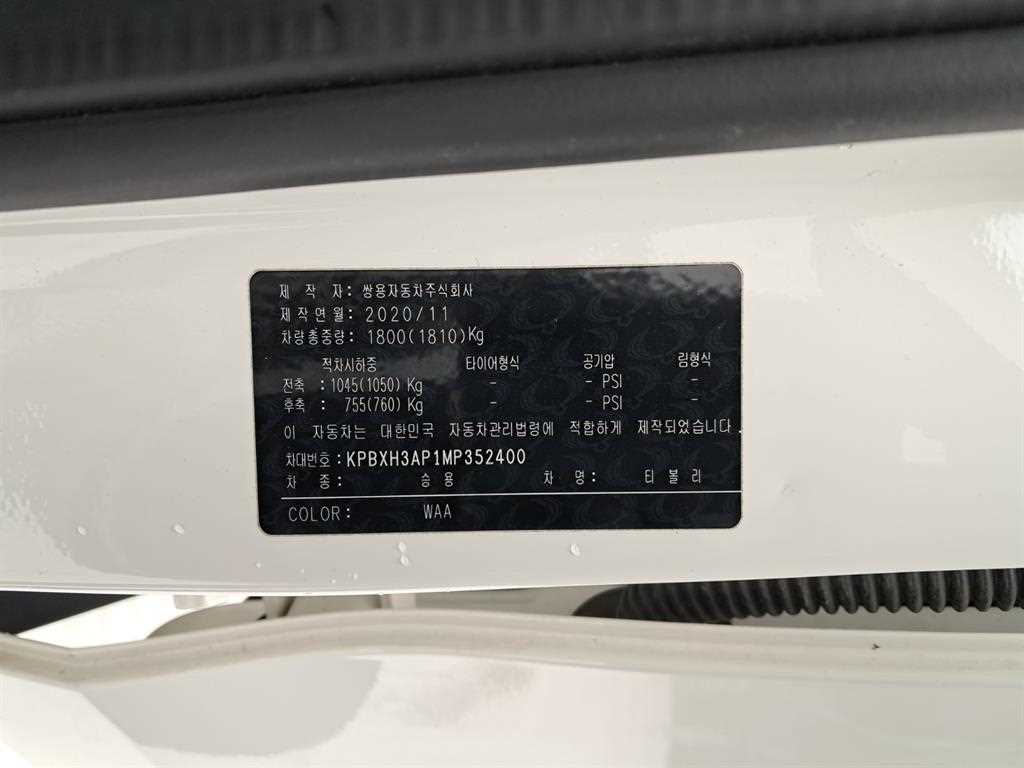 제 작 자: 쌍용자동차주식회사
제작연월: 2020/11
차량총중량: 1800(1810)Kg
적차시하중 타이어형식 공기압 림형식
전축 :1045(1050) Kg - - PSI -
후축 : 755(760) Kg - - PSI -
이 자동차는 대한민국 자동차관리법령에 적합하게 제작되었습니다.
차대번호: KPBXH3AP1MP352400
차 종: 승 용 차 명: 티 볼 리
COLOR: WAA